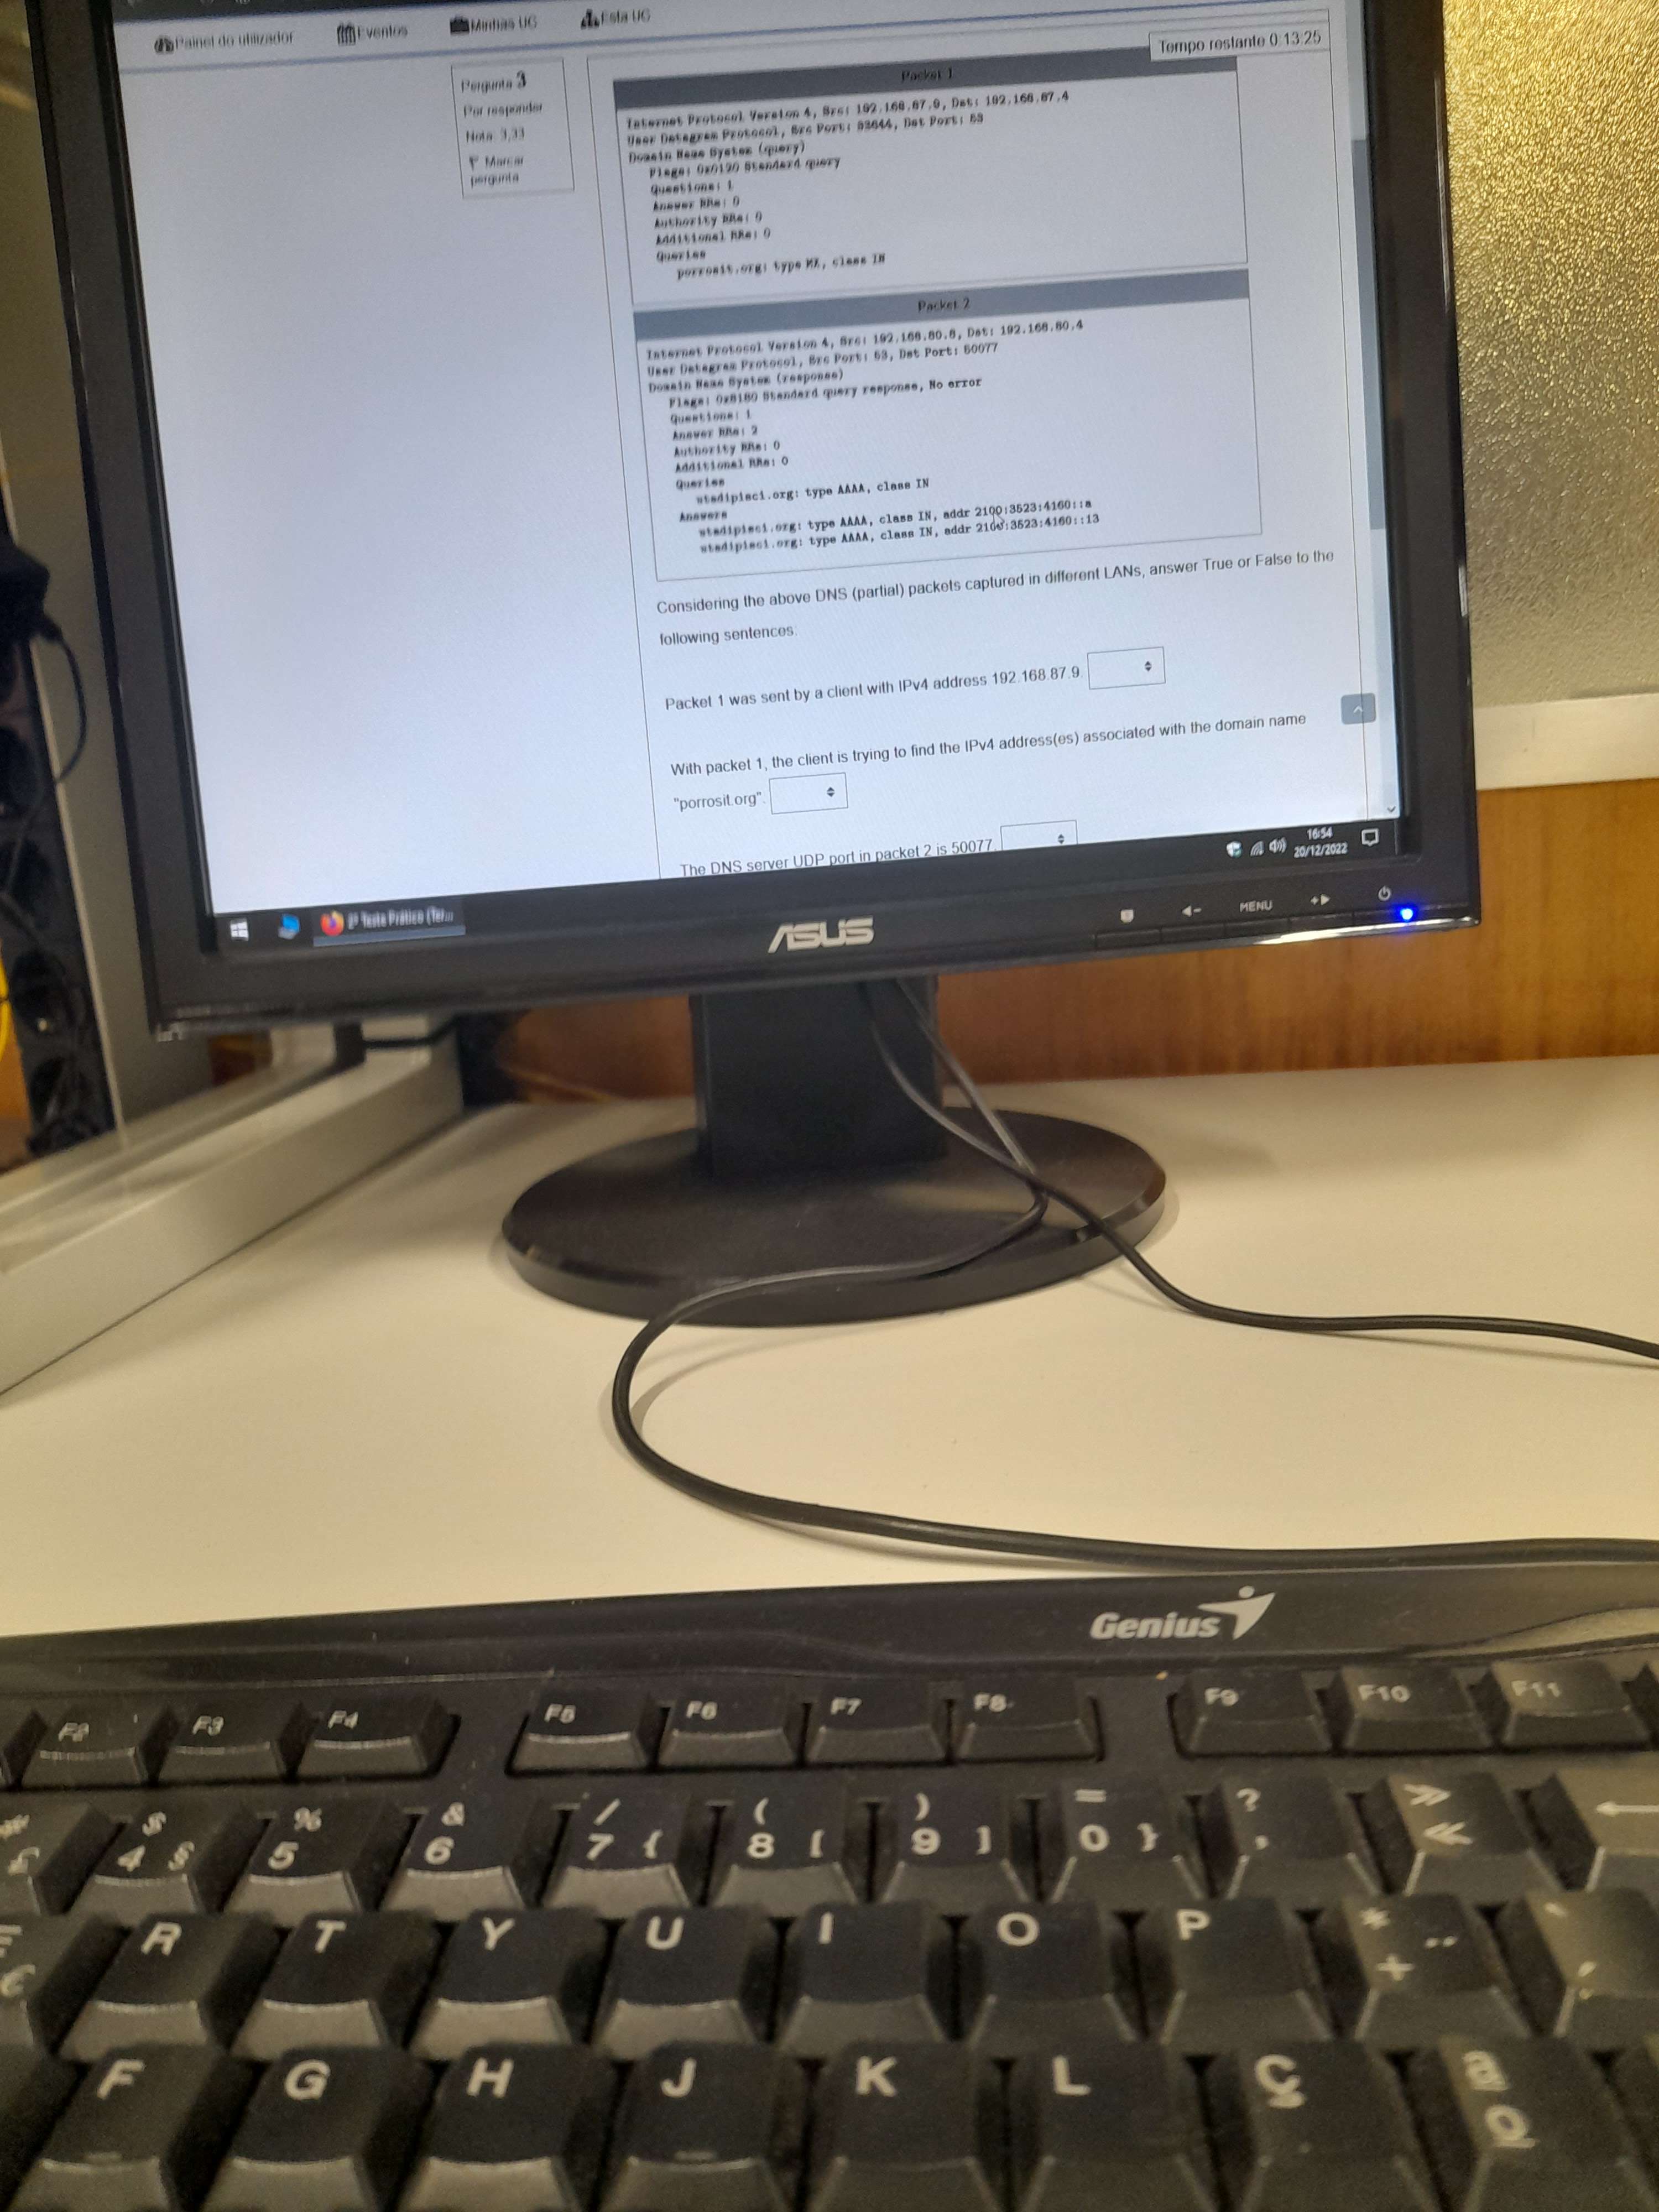 Painel do utilizador
Eventos
Minhas UC
Esta UC
Tempo restante 0:13:25
Pergunta 3
Por responder
Nota: 3,33
Marcar
pergunta
Packet 1
Internet Protocol Version 4, Src: 192.168.87.9, Dst: 192.168.87.4
User Datagram Protocol, Src Port: Dst Port: 53
Domain Name System (query)
Flags: 0x0120 Standard query
Questions: 1
Answer RRs: 0
Authority RRs: 0
Additional RRs: 0
Queries
porrosit.org: type MX, class IN
Packet 2
Internet Protocol Version 4, Src: Dst: 192.168.80.4
User Datagram Protocol, Src Port: 53, Dst Port: 50077
Domain Name System (response)
Flags: 0x8180 Standard query response, No error
Questions: 1
Answer RRs: 2
Authority RRs: 0
Additional RRs: 0
Queries
utadipisci.org: type AAAA, class IN
Answers
utadipisci.org: type AAAA, class IN, addr 2100:3523:4160::a
utadipisci.org: type AAAA, class IN, addr 2100:3523:4160::13
Considering the above DNS (partial) packets captured in different LANs, answer True or False to the
following sentences:
Packet 1 was sent by a client with IPv4 address 192.168.87.9.
With packet 1, the client is trying to find the IPv4 address(es) associated with the domain name
"porrosit.org".
The DNS server UDP port in packet 2 is 50077.
16:54
20/12/2022
2º Teste Prático (Ter...
ASUS
MENU
Genius
F2 F3 F4 F5 F6 F7 F8 F9 F10 F11
$ % & / ( ) = ?
£ 4 § 5 6 7 { 8 [ 9 ] 0 } '
» «
€ R T Y U I O P * + ¨
F G H J K L Ç ª º